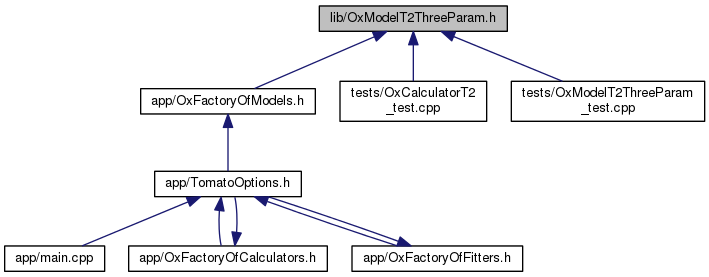 lib/OxModelT2ThreeParam.h
app/OxFactoryOfModels.h
tests/OxCalculatorT2
_test.cpp
tests/OxModelT2ThreeParam
_test.cpp
app/TomatoOptions.h
app/main.cpp
app/OxFactoryOfCalculators.h
app/OxFactoryOfFitters.h